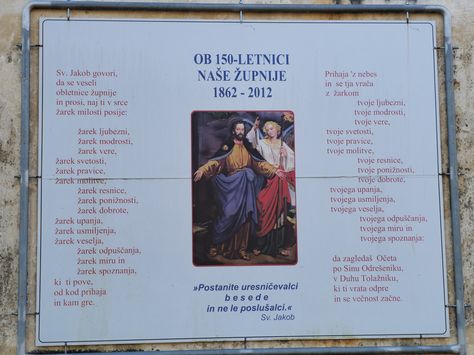 OB 150-LETNICI
NAŠE ŽUPNIJE
1862 - 2012
Sv. Jakob govori,
da se veseli
obletnice župnije
in prosi, naj ti v srce
žarek milosti posije:
žarek ljubezni,
žarek modrosti,
žarek vere,
žarek svetosti,
žarek pravice,
žarek molitve,
žarek resnice,
žarek ponižnosti,
žarek dobrote,
žarek upanja,
žarek usmiljenja,
žarek veselja,
žarek odpuščanja,
žarek miru in
žarek spoznanja,
ki ti pove,
od kod prihaja
in kam gre.
»Postanite uresničevalci
b e s e d e
in ne le poslušalci.«
Sv. Jakob
Prihaja 'z nebes
in se tja vrača
z žarkom
tvoje ljubezni,
tvoje modrosti,
tvoje vere,
tvoje svetosti,
tvoje pravice,
tvoje molitve,
tvoje resnice,
tvoje ponižnosti,
tvoje dobrote,
tvojega upanja,
tvojega usmiljenja,
tvojega veselja,
tvojega odpuščanja,
tvojega miru in
tvojega spoznanja:
da zagledaš Očeta
po Sinu Odrešeniku,
v Duhu Tolažniku,
ki ti vrata odpre
in se večnost začne.